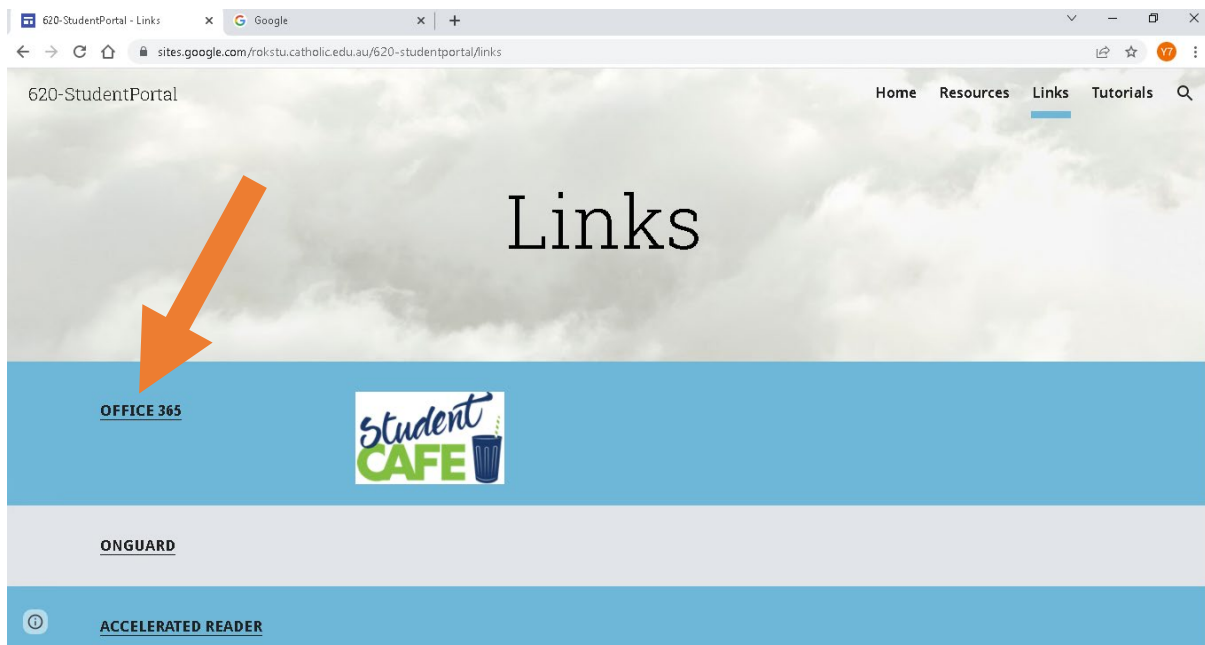 620-StudentPortal - Links
Google
sites.google.com/rokstu.catholic.edu.au/620-studentportal/links
Y7
620-StudentPortal
Home Resources Links Tutorials
Links
OFFICE 365
student
CAFE
ONGUARD
ACCELERATED READER